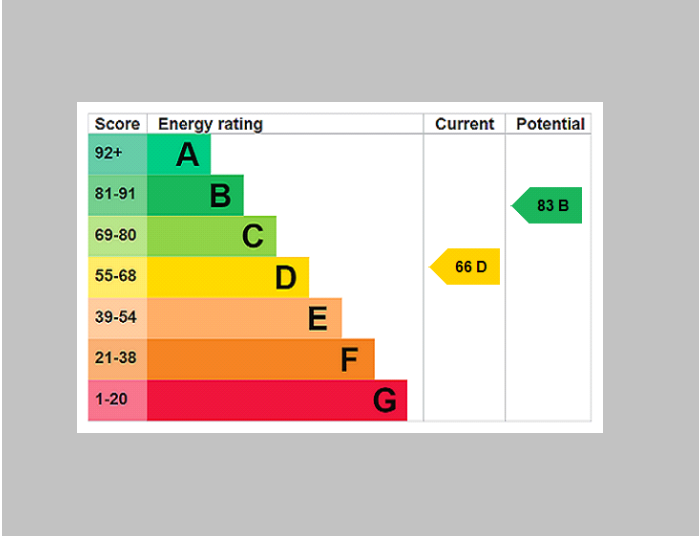 Score Energy rating Current Potential
92+ A
81-91 B 83 B
69-80 C
55-68 D 66 D
39-54 E
21-38 F
1-20 G